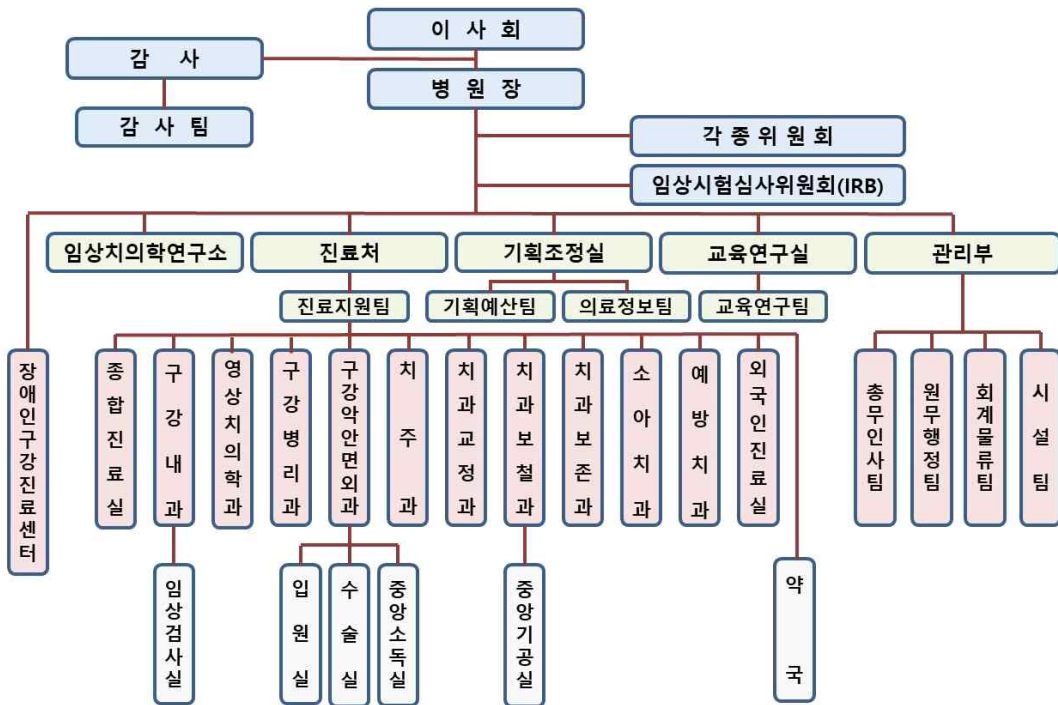 이 사 회
감 사
병 원 장
감 사 팀
각 종 위 원 회
임상시험심사위원회(IRB)
임상치의학연구소
진료처
기획조정실
교육연구실
관리부
진료지원팀
기획예산팀
의료정보팀
교육연구팀
장애인구강진료센터
종합진료실
구강내과
영상치의학과
구강병리과
구강악안면외과
치주과
치과교정과
치과보철과
치과보존과
소아치과
예방치과
외국인진료실
총무인사팀
원무행정팀
회계물류팀
시설팀
임상검사실
입원실
수술실
중앙소독실
중앙기공실
약국